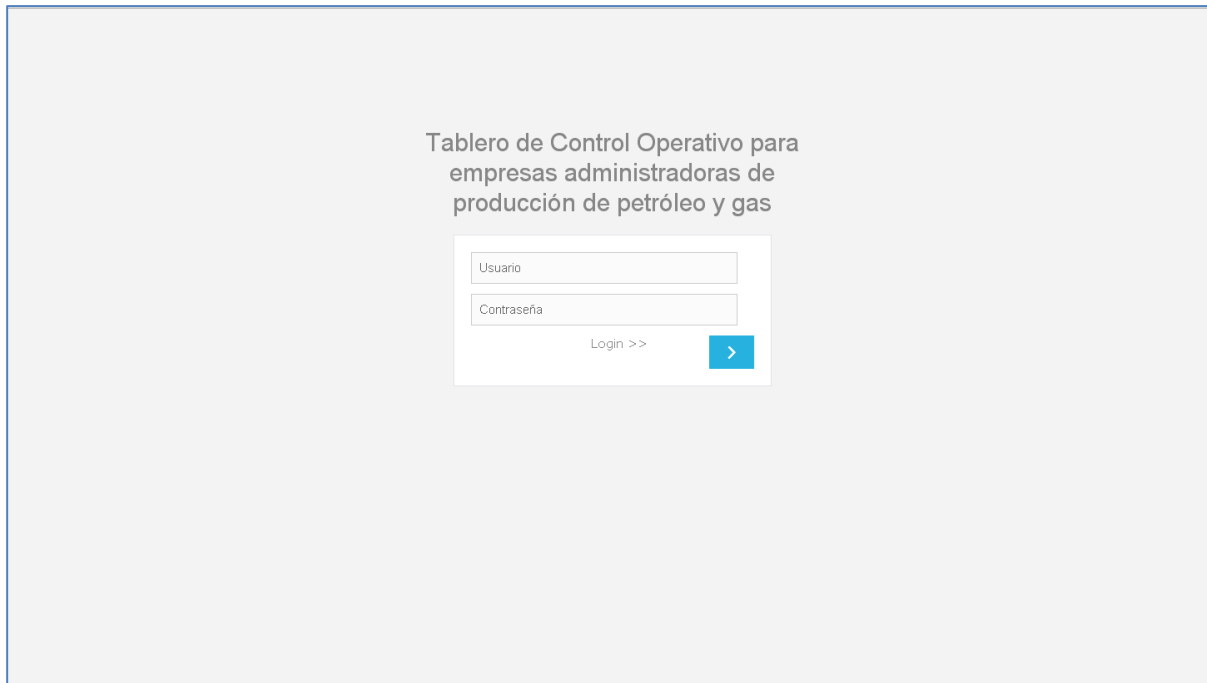 Tablero de Control Operativo para
empresas administradoras de
producción de petróleo y gas
Usuario
Contraseña
Login >>